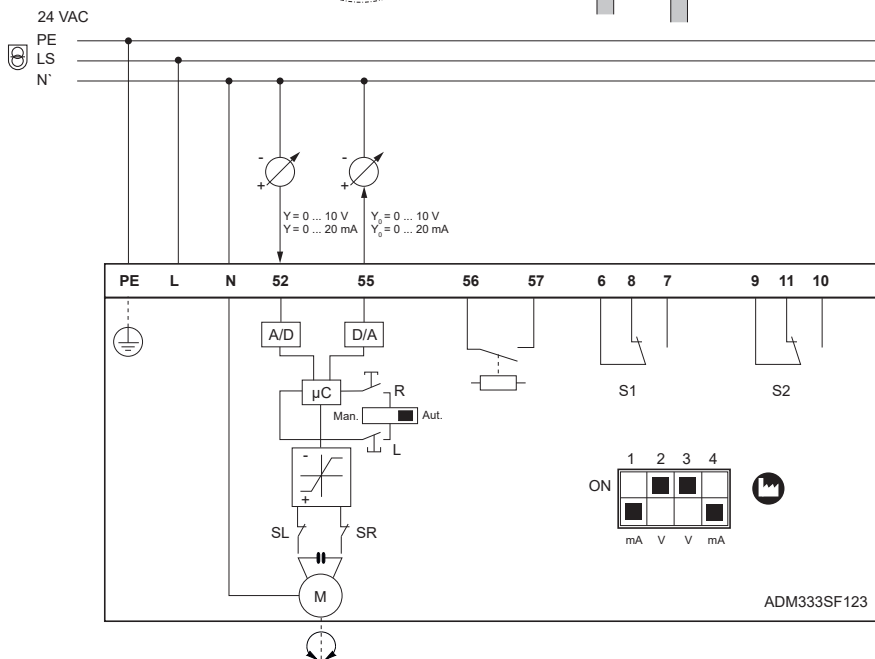 24 VAC
PE
LS
N`
-
+
-
+
Y = 0 ... 10 V
Y = 0 ... 20 mA
Y0 = 0 ... 10 V
Y0 = 0 ... 20 mA
PE L N 52 55 56 57 6 8 7 9 11 10
A/D
D/A
µC
R
Man.
Aut.
L
S1
S2
-
+
1 2 3 4
ON
mA V V mA
SL
SR
M
ADM333SF123